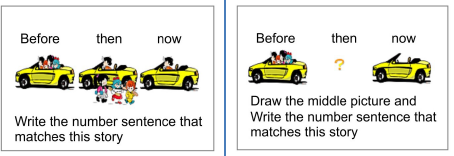 Before then now
Write the number sentence that
matches this story
Before then now
?
Draw the middle picture and
Write the number sentence that
matches this story